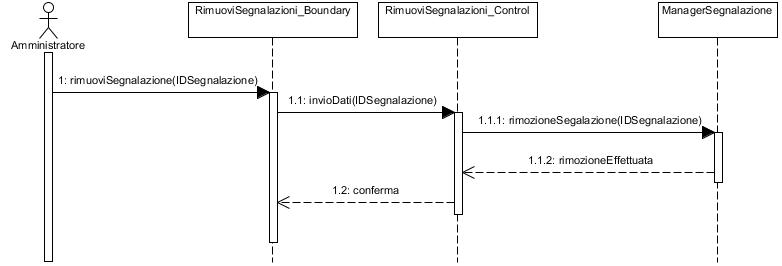 RimuoviSegnalazioni_Boundary
RimuoviSegnalazioni_Control
ManagerSegnalazione
Amministratore
1: rimuoviSegnalazione(IDSegnalazione)
1.1: invioDati(IDSegnalazione)
1.1.1: rimozioneSegalazione(IDSegnalazione)
1.1.2: rimozioneEffettuata
1.2: conferma